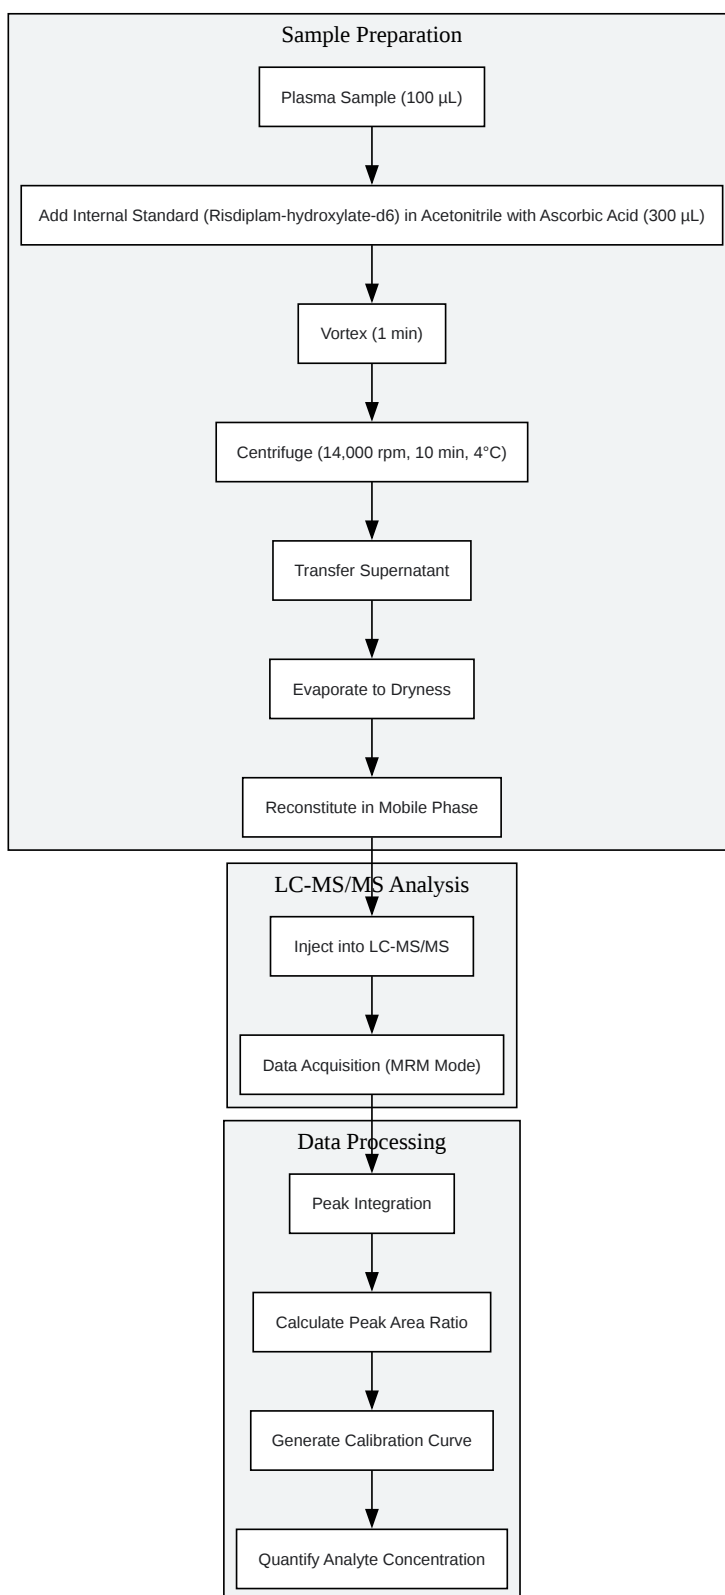 Sample Preparation
Plasma Sample (100 µL)
Add Internal Standard (Risdiplam-hydroxylate-d6) in Acetonitrile with Ascorbic Acid (300 µL)
Vortex (1 min)
Centrifuge (14,000 rpm, 10 min, 4°C)
Transfer Supernatant
Evaporate to Dryness
Reconstitute in Mobile Phase
LC-MS/MS Analysis
Inject into LC-MS/MS
Data Acquisition (MRM Mode)
Data Processing
Peak Integration
Calculate Peak Area Ratio
Generate Calibration Curve
Quantify Analyte Concentration